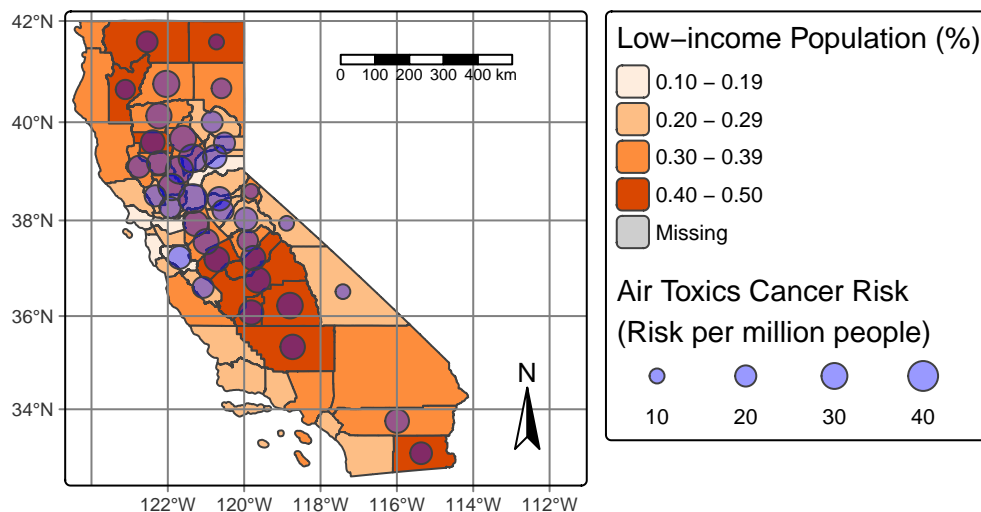 42°N
40°N
38°N
36°N
34°N
122°W 120°W 118°W 116°W 114°W 112°W
0 100 200 300 400 km
N
Low−income Population (%)
0.10 − 0.19
0.20 − 0.29
0.30 − 0.39
0.40 − 0.50
Missing
Air Toxics Cancer Risk
(Risk per million people)
10 20 30 40